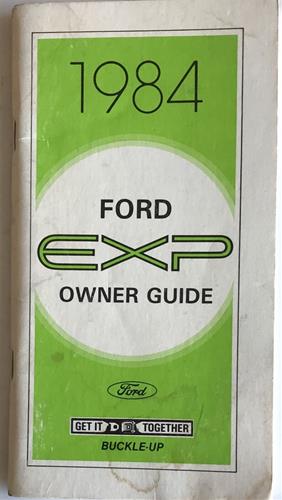 1984
FORD
EXP
OWNER GUIDE
Ford
GET IT TOGETHER
BUCKLE-UP